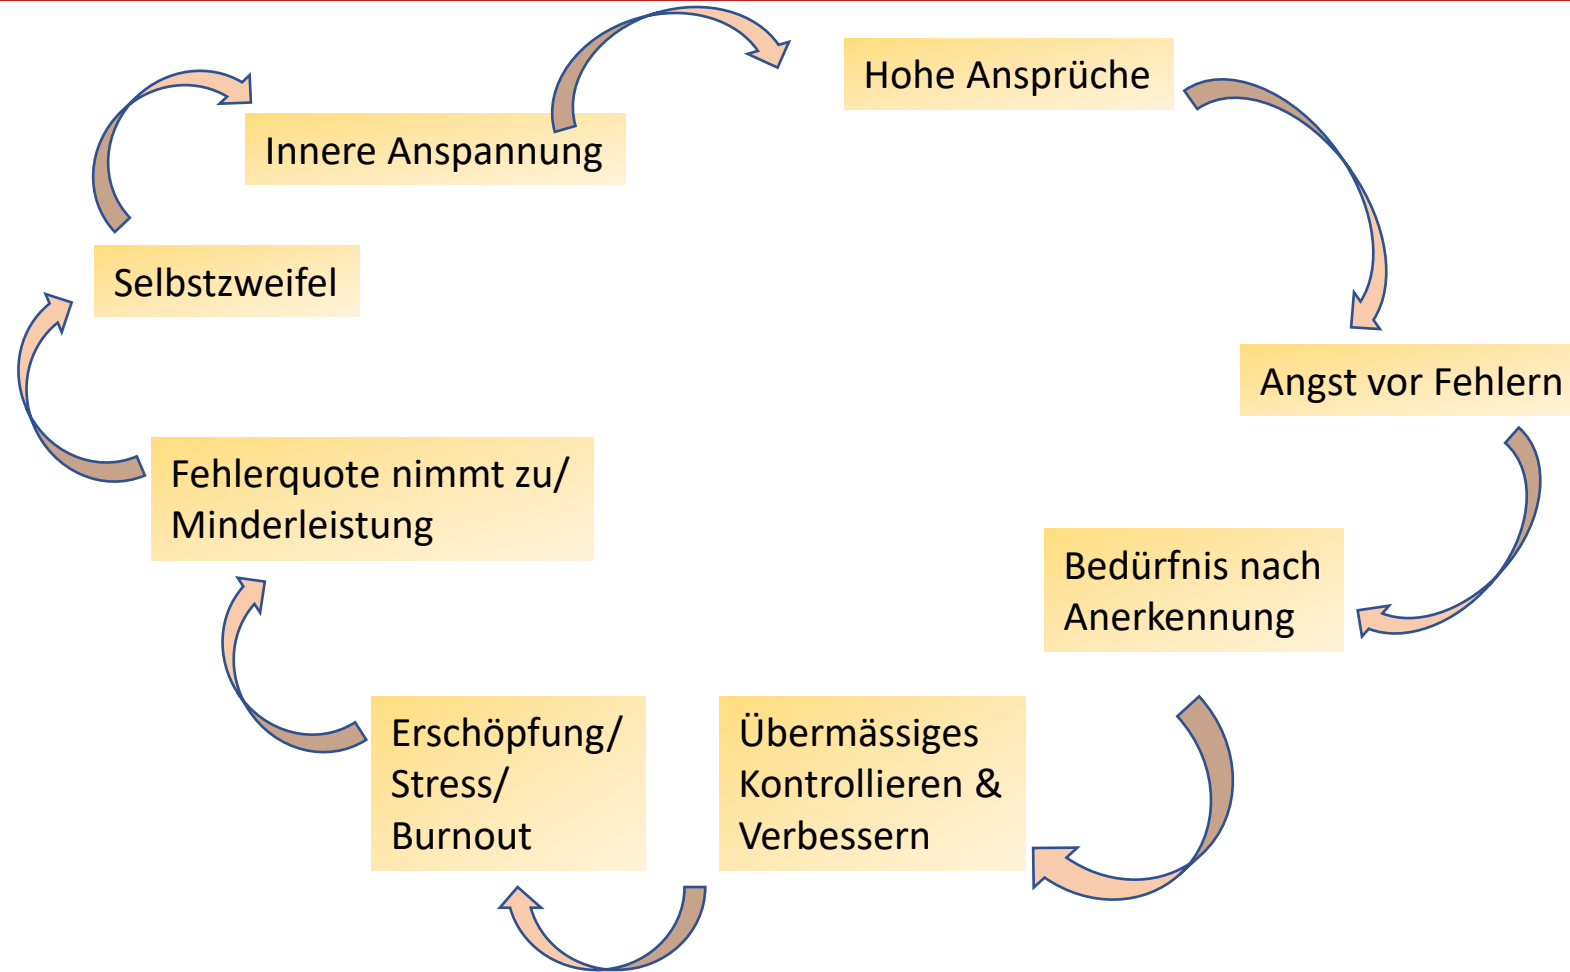 Hohe Ansprüche
Angst vor Fehlern
Bedürfnis nach
Anerkennung
Übermässiges
Kontrollieren &
Verbessern
Erschöpfung/
Stress/
Burnout
Fehlerquote nimmt zu/
Minderleistung
Selbstzweifel
Innere Anspannung